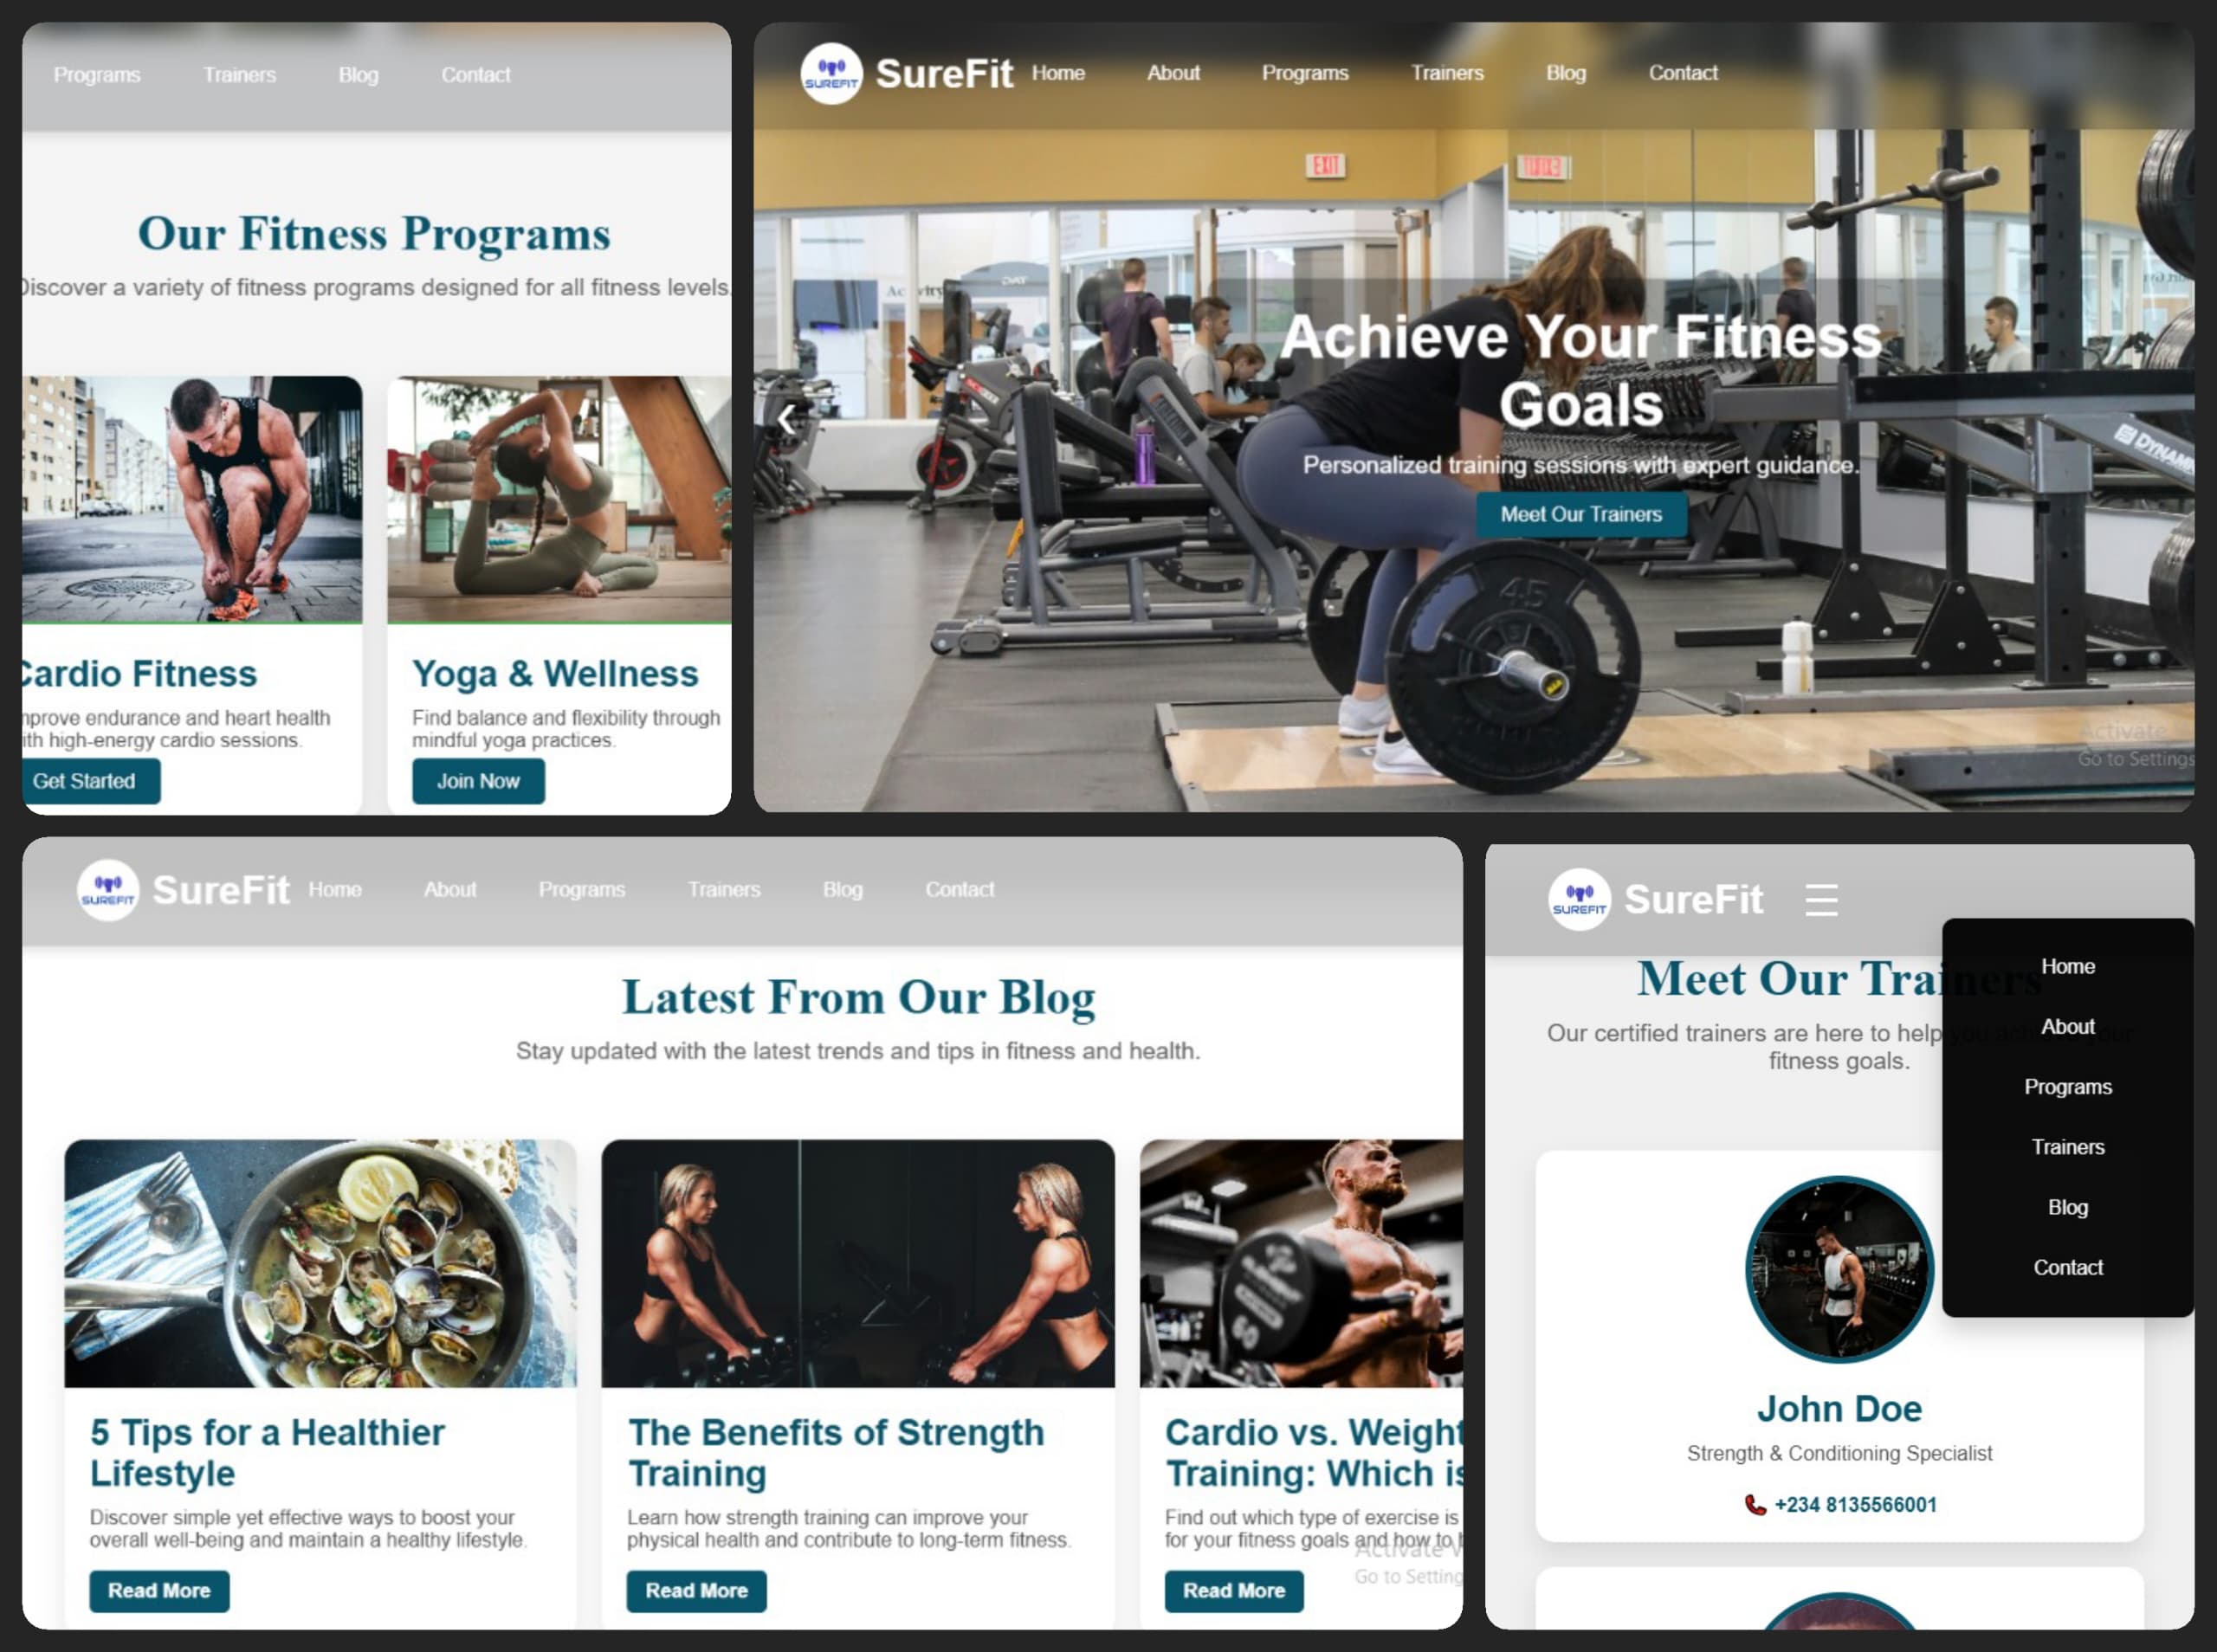 Programs Trainers Blog Contact
Our Fitness Programs
Discover a variety of fitness programs designed for all fitness levels.
Cardio Fitness
mprove endurance and heart health
ith high-energy cardio sessions.
Get Started
Yoga & Wellness
Find balance and flexibility through
mindful yoga practices.
Join Now
SUREFIT
SureFit Home About Programs Trainers Blog Contact
EXIT
Achieve Your Fitness
Goals
Personalized training sessions with expert guidance.
Meet Our Trainers
45
DYNAM
Activate
Go to Settings
SUREFIT
SureFit Home About Programs Trainers Blog Contact
Latest From Our Blog
Stay updated with the latest trends and tips in fitness and health.
5 Tips for a Healthier
Lifestyle
Discover simple yet effective ways to boost your
overall well-being and maintain a healthy lifestyle.
Read More
The Benefits of Strength
Training
Learn how strength training can improve your
physical health and contribute to long-term fitness.
Read More
60
Cardio vs. Weight
Training: Which is
Find out which type of exercise is
for your fitness goals and how to
Read More
Activate
Go to Setting
SUREFIT
SureFit
Meet Our Trainers
Our certified trainers are here to help you achieve your
fitness goals.
Home
About
Programs
Trainers
Blog
Contact
John Doe
Strength & Conditioning Specialist
+234 8135566001